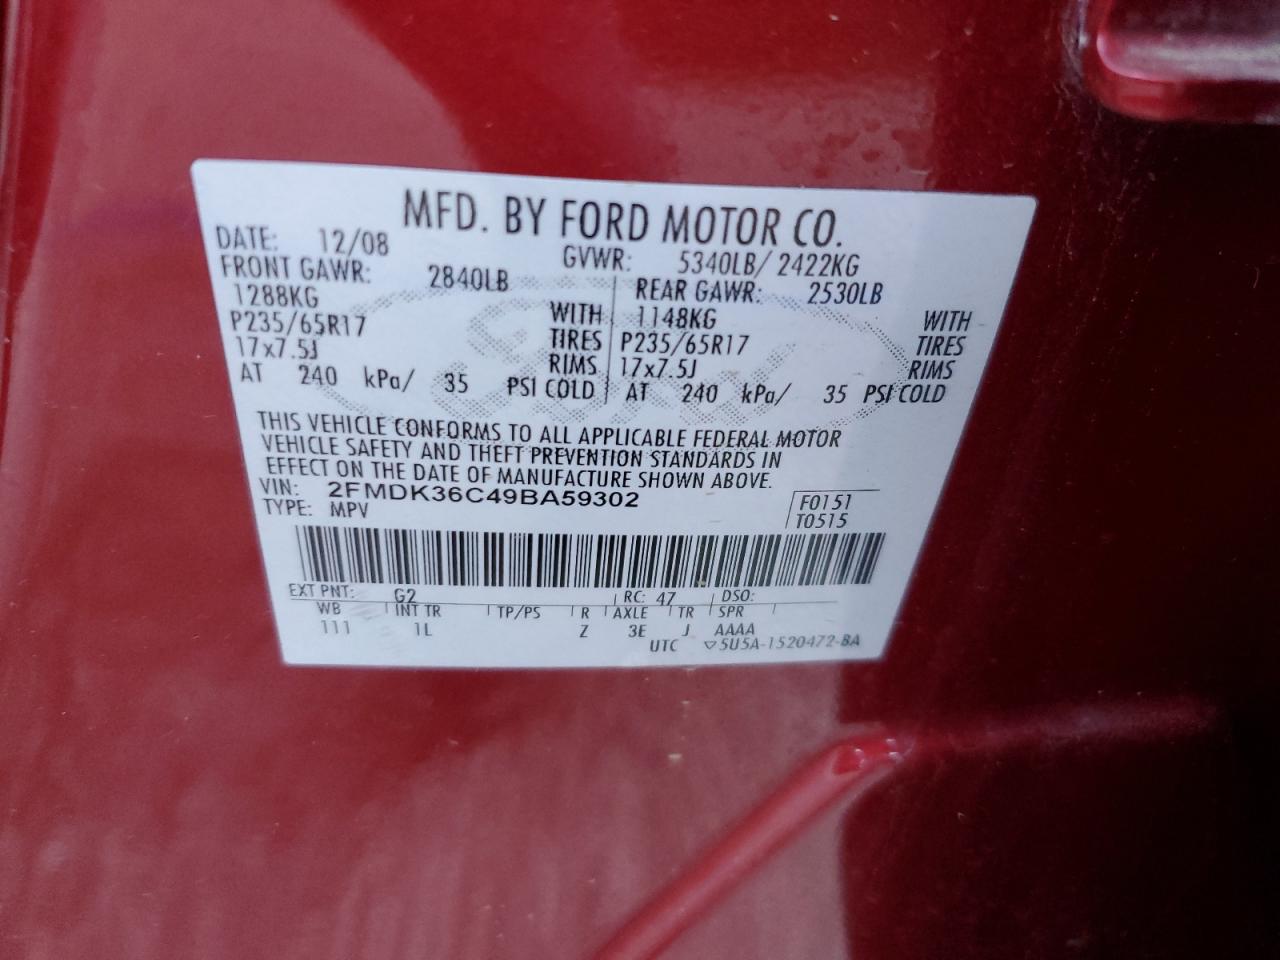 MFD. BY FORD MOTOR CO.
DATE: 12/08 GVWR: 5340LB/ 2422KG
FRONT GAWR: 2840LB REAR GAWR: 2530LB
1288KG WITH 1148KG WITH
P235/65R17 TIRES P235/65R17 TIRES
17x7.5J RIMS 17x7.5J RIMS
AT 240 kPa/ 35 PSI COLD AT 240 kPa/ 35 PSI COLD
THIS VEHICLE CONFORMS TO ALL APPLICABLE FEDERAL MOTOR
VEHICLE SAFETY AND THEFT PREVENTION STANDARDS IN
EFFECT ON THE DATE OF MANUFACTURE SHOWN ABOVE.
VIN: 2FMDK36C49BA59302 F0151
TYPE: MPV T0515
EXT PNT: G2 RC: 47 DSO:
WB INT TR TP/PS R AXLE TR SPR
111 1L Z 3E J AAAA
UTC ▽5U5A-1520472-BA
Ford